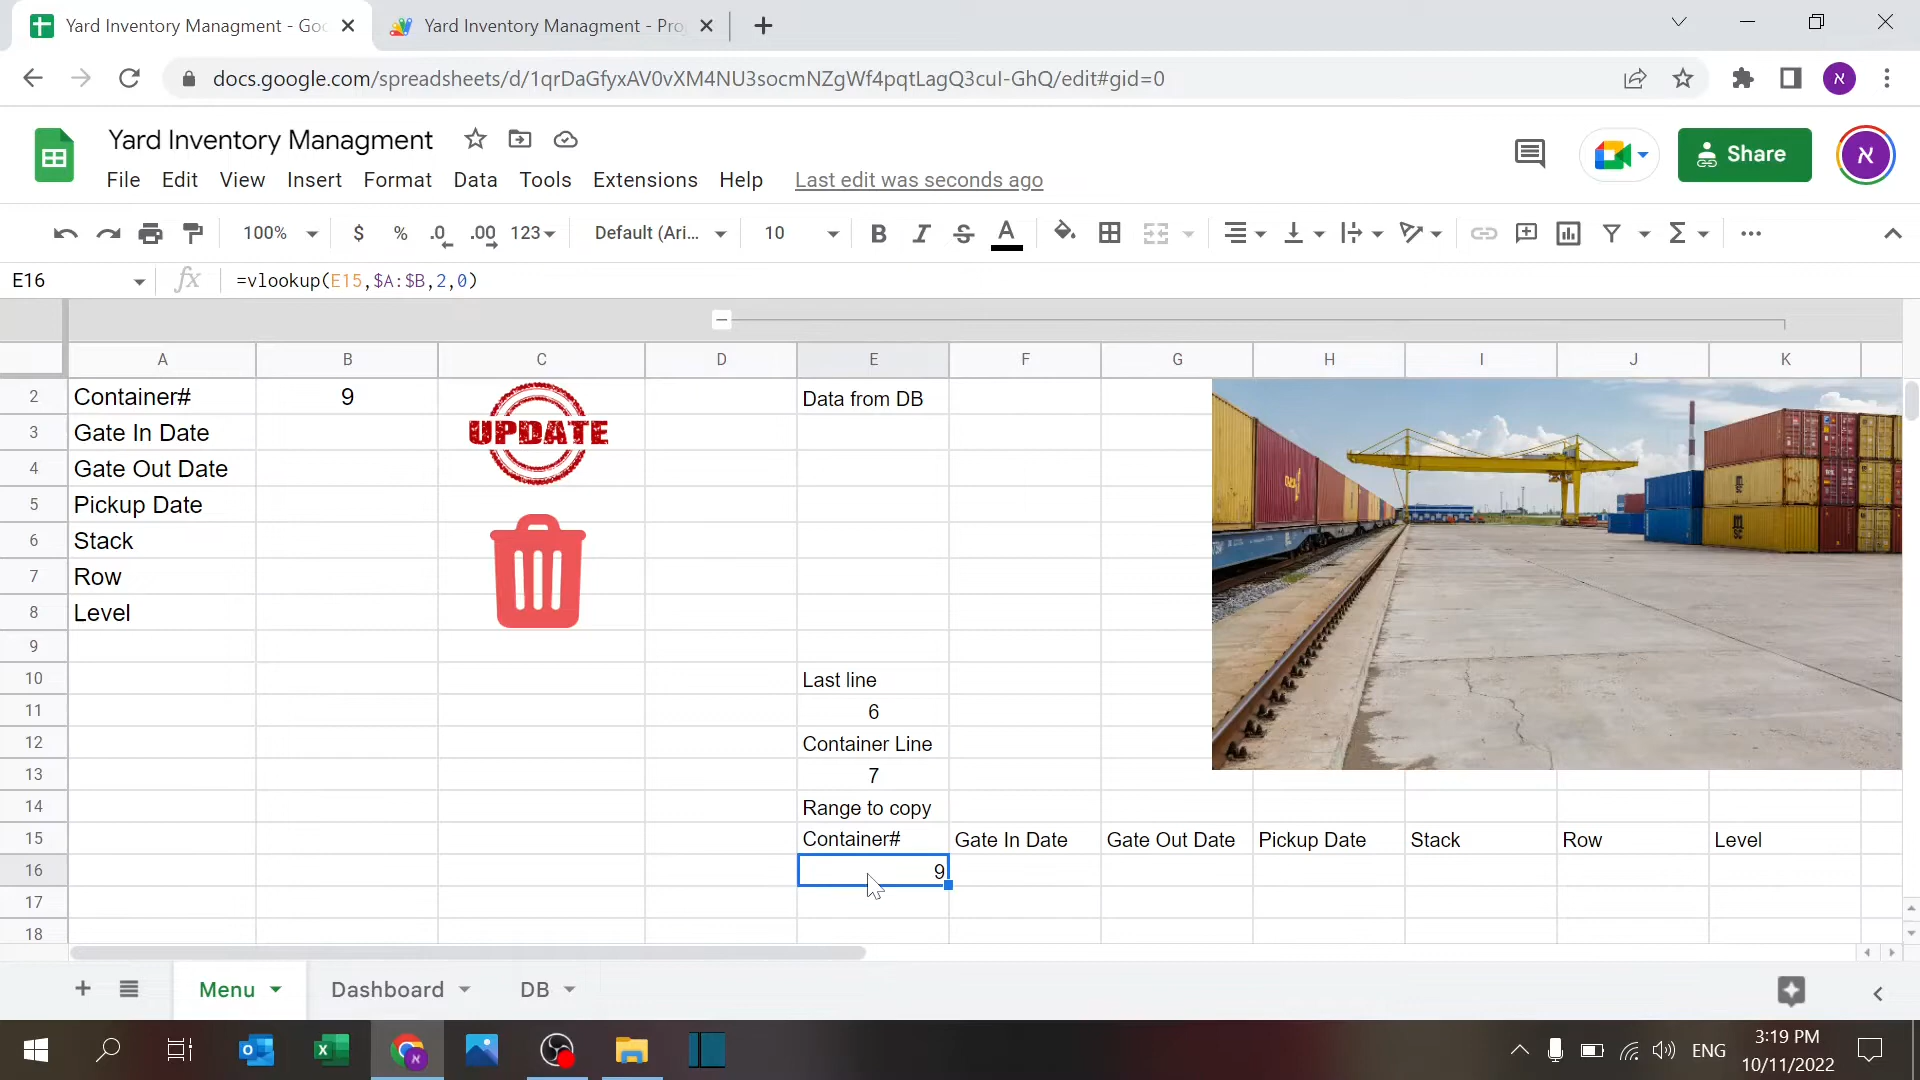 Yard Inventory Managment - Goo
Yard Inventory Managment - Pro
docs.google.com/spreadsheets/d/1qrDaGfyxAV0vXM4NU3socmNZgWf4pqtLagQ3cuI-GhQ/edit#gid=0
א
Yard Inventory Managment
Share
א
File Edit View Insert Format Data Tools Extensions Help Last edit was seconds ago
100% $ % .0 .00 123 Default (Ari... 10 B I S A
E16 fx =vlookup(E15,$A:$B,2,0)
A B C D E F G H I J K
2 Container# 9 Data from DB
UPDATE
3 Gate In Date
4 Gate Out Date
5 Pickup Date
6 Stack
7 Row
8 Level
9
10 Last line
11 6
12 Container Line
13 7
14 Range to copy
15 Container# Gate In Date Gate Out Date Pickup Date Stack Row Level
16 9
17
18
Menu Dashboard DB
ENG
3:19 PM
10/11/2022